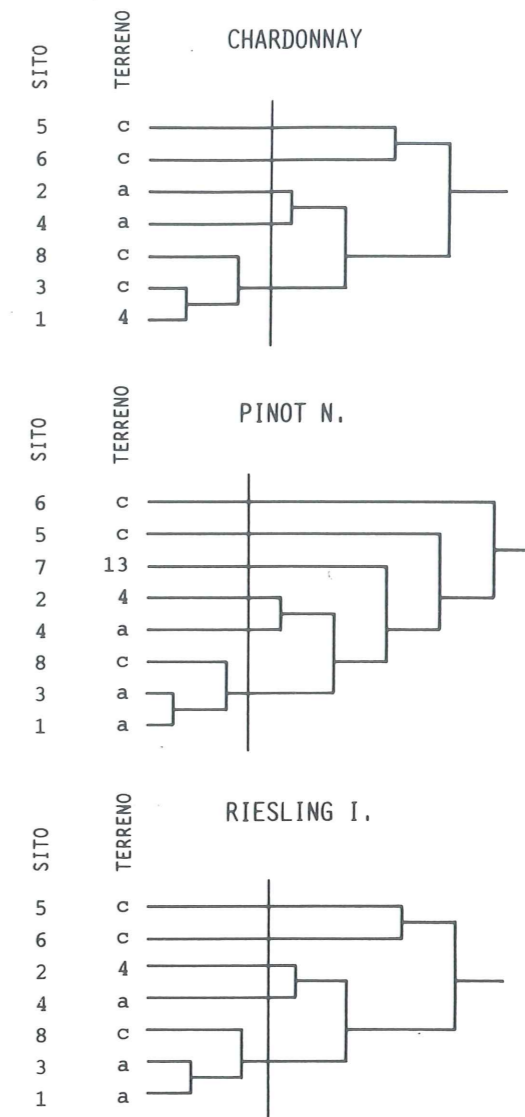 CHARDONNAY
SITO TERRENO
5 c
6 c
2 a
4 a
8 c
3 c
1 4
PINOT N.
SITO TERRENO
6 c
5 c
7 13
2 4
4 a
8 c
3 a
1 a
RIESLING I.
SITO TERRENO
5 c
6 c
2 4
4 a
8 c
3 a
1 a